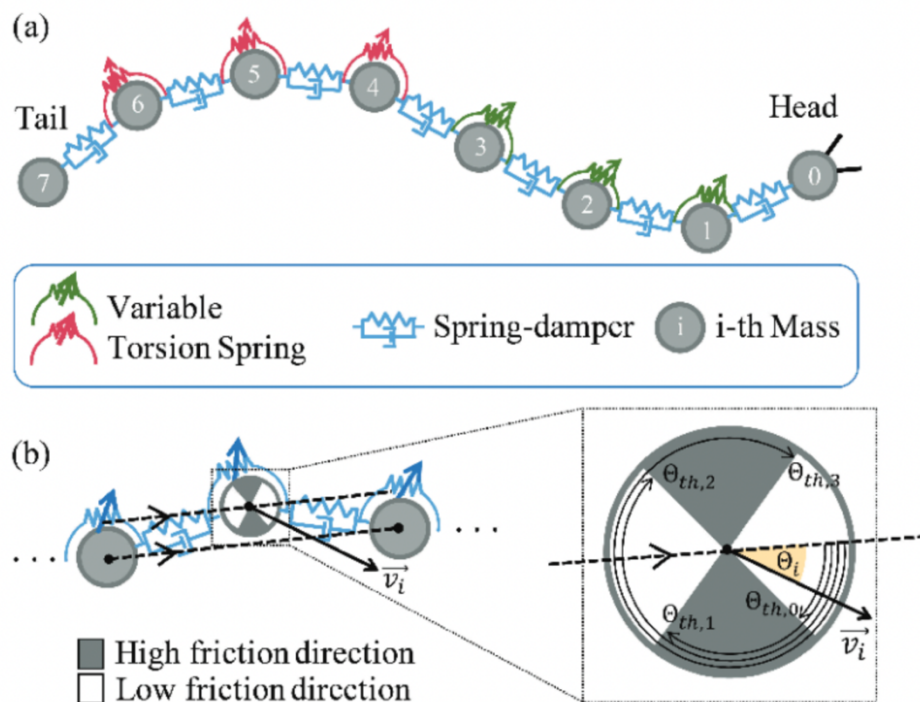 (a)
Tail
Head
7
6
5
4
3
2
1
0
Variable
Torsion Spring
Spring-damper
i
i-th Mass
(b)
Θth,2
Θth,3
Θi
Θth,1
Θth,0
v⃗i
v⃗i
. . .
. . .
High friction direction
Low friction direction